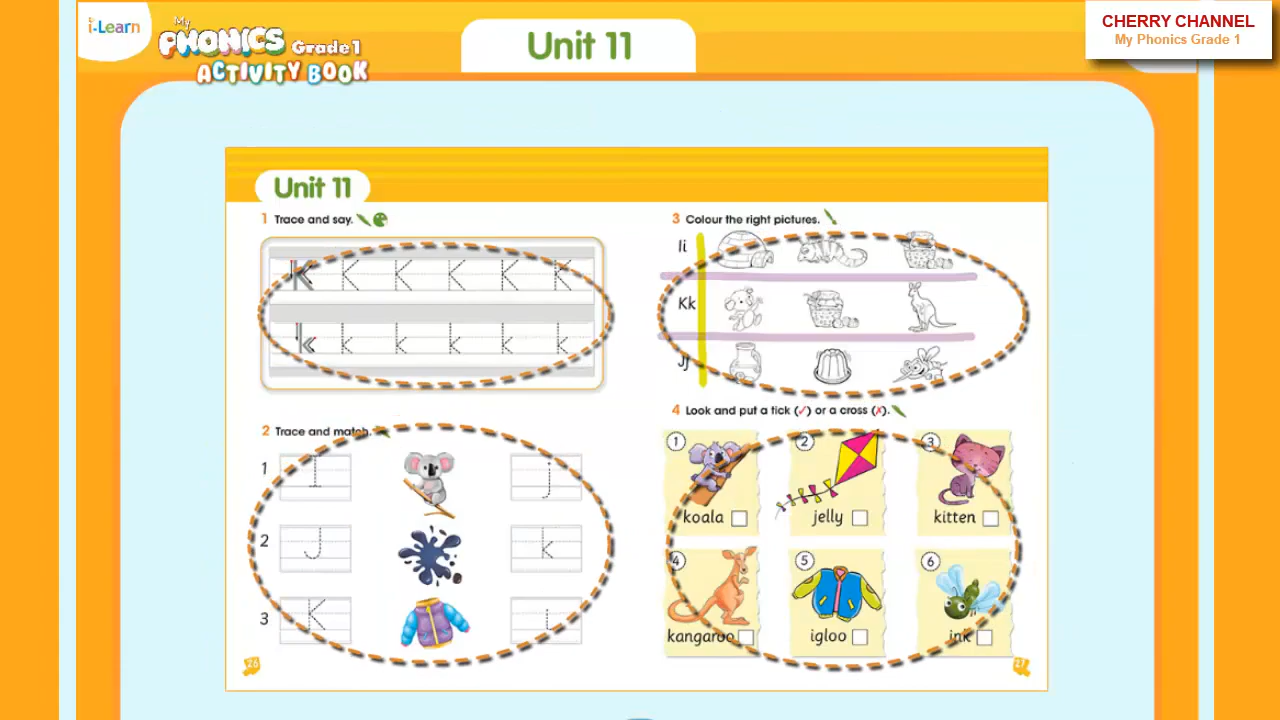 i-Learn
My
PHONICS Grade 1
ACTIVITY BOOK
Unit 11
CHERRY CHANNEL
My Phonics Grade 1
Unit 11
1 Trace and say.
K K K K K K
k k k k k k
2 Trace and match.
1 I j
2 J k
3 K i
26
3 Colour the right pictures.
Ii
Kk
Jj
4 Look and put a tick (✓) or a cross (✗).
1 2 3
koala jelly kitten
4 5 6
kangaroo igloo ink
27